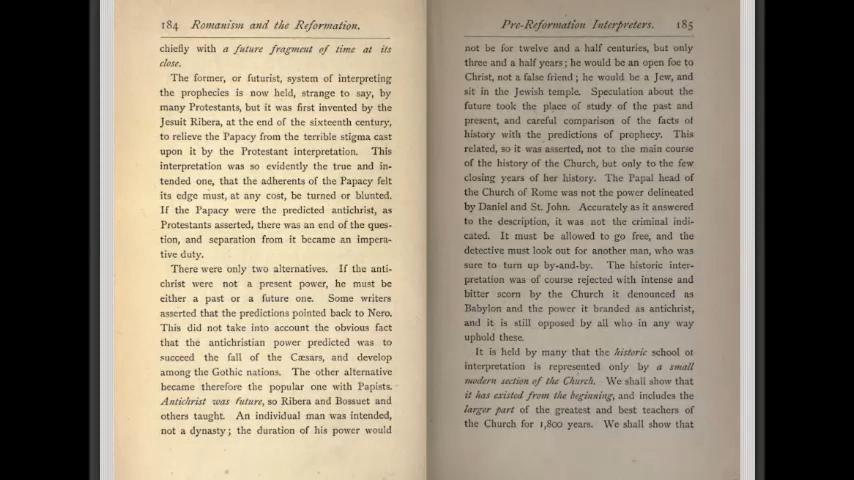 184 Romanism and the Reformation.
chiefly with a future fragment of time at its
close.
The former, or futurist, system of interpreting
the prophecies is now held, strange to say, by
many Protestants, but it was first invented by the
Jesuit Ribera, at the end of the sixteenth century,
to relieve the Papacy from the terrible stigma cast
upon it by the Protestant interpretation. This
interpretation was so evidently the true and in-
tended one, that the adherents of the Papacy felt
its edge must, at any cost, be turned or blunted.
If the Papacy were the predicted antichrist, as
Protestants asserted, there was an end of the ques-
tion, and separation from it became an impera-
tive duty.
There were only two alternatives. If the anti-
christ were not a present power, he must be
either a past or a future one. Some writers
asserted that the predictions pointed back to Nero.
This did not take into account the obvious fact
that the antichristian power predicted was to
succeed the fall of the Cæsars, and develop
among the Gothic nations. The other alternative
became therefore the popular one with Papists.
Antichrist was future, so Ribera and Bossuet and
others taught. An individual man was intended,
not a dynasty; the duration of his power would
Pre-Reformation Interpreters. 185
not be for twelve and a half centuries, but only
three and a half years; he would be an open foe to
Christ, not a false friend; he would be a Jew, and
sit in the Jewish temple. Speculation about the
future took the place of study of the past and
present, and careful comparison of the facts of
history with the predictions of prophecy. This
related, so it was asserted, not to the main course
of the history of the Church, but only to the few
closing years of her history. The Papal head of
the Church of Rome was not the power delineated
by Daniel and St. John. Accurately as it answered
to the description, it was not the criminal indi-
cated. It must be allowed to go free, and the
detective must look out for another man, who was
sure to turn up by-and-by. The historic inter-
pretation was of course rejected with intense and
bitter scorn by the Church it denounced as
Babylon and the power it branded as antichrist,
and it is still opposed by all who in any way
uphold these.
It is held by many that the historic school of
interpretation is represented only by a small
modern section of the Church. We shall show that
it has existed from the beginning, and includes the
larger part of the greatest and best teachers of
the Church for 1,800 years. We shall show that